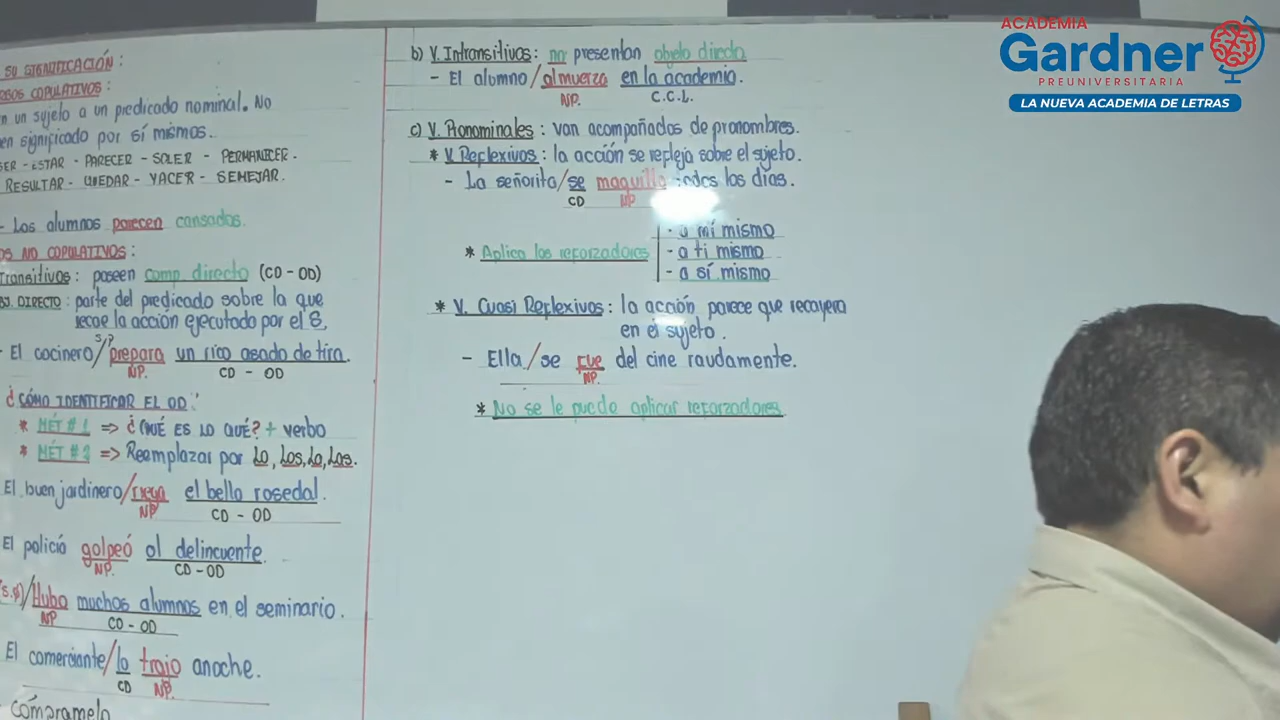 SU SIGNIFICACIÓN:
COPULATIVOS:
un sujeto a un predicado nominal. No
en significado por sí mismos.
SER - ESTAR - PARECER - SOLER - PERMANECER.
RESULTAR - QUEDAR - YACER - SEMEJAR.
- Los alumnos parecen cansados.
OS NO COPULATIVOS:
Transitivos: poseen comp. directo (CD - OD)
BJ. DIRECTO: parte del predicado sobre la que
recae la acción ejecutado por el S.
- El cocinero/prepara un rico asado de tira.
NP. CD - OD
¿CÓMO IDENTIFICAR EL OD
* MÉT # 1 => ¿QUÉ ES LO QUÉ? + verbo
* MÉT # 2 => Reemplazar por Lo, Los, La, Las.
El buen jardinero/riega el bello rosedal.
NP CD - OD
El policía golpeó al delincuente.
NP. CD - OD
/Hubo muchos alumnos en el seminario.
NP CD - OD
El comerciante/lo trajo anoche.
CD NP.
cómpramelo
b) V. Intransitivos: no presentan objeto directo
- El alumno/almuerza en la academia.
NP. C.C.L.
c) V. Pronominales: van acompañados de pronombres.
* V. Reflexivos: la acción se refleja sobre el sujeto.
- La señorita/se maquilla todos los días.
CD NP
* Aplica los reforzadores
- a mí mismo
- a ti mismo
- a sí mismo
* V. Cuasi Reflexivos: la acción parece que recayera
en el sujeto.
- Ella/se fue del cine raudamente.
NP.
* No se le puede aplicar reforzadores
ACADEMIA
Gardner
PREUNIVERSITARIA
LA NUEVA ACADEMIA DE LETRAS